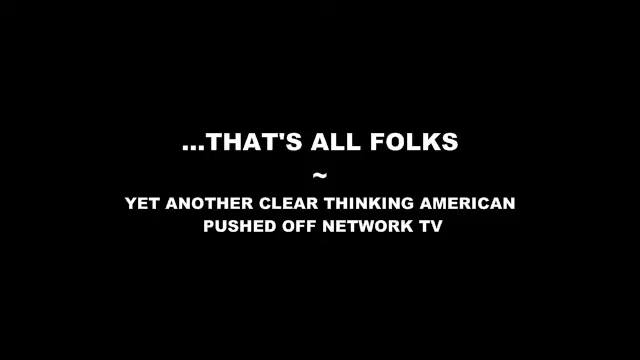 ...THAT'S ALL FOLKS
~
YET ANOTHER CLEAR THINKING AMERICAN
PUSHED OFF NETWORK TV